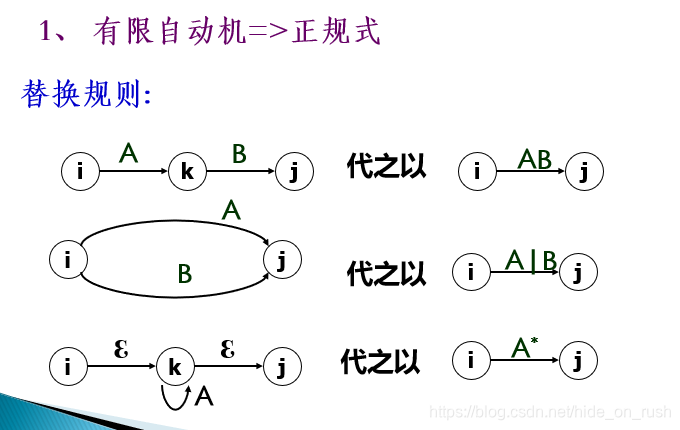 1、 有限自动机=>正规式
替换规则:
i A k B j 代之以 i AB j
i A B j 代之以 i A|B j
i ε k ε j A 代之以 i A* j
https://blog.csdn.net/hide_on_rush